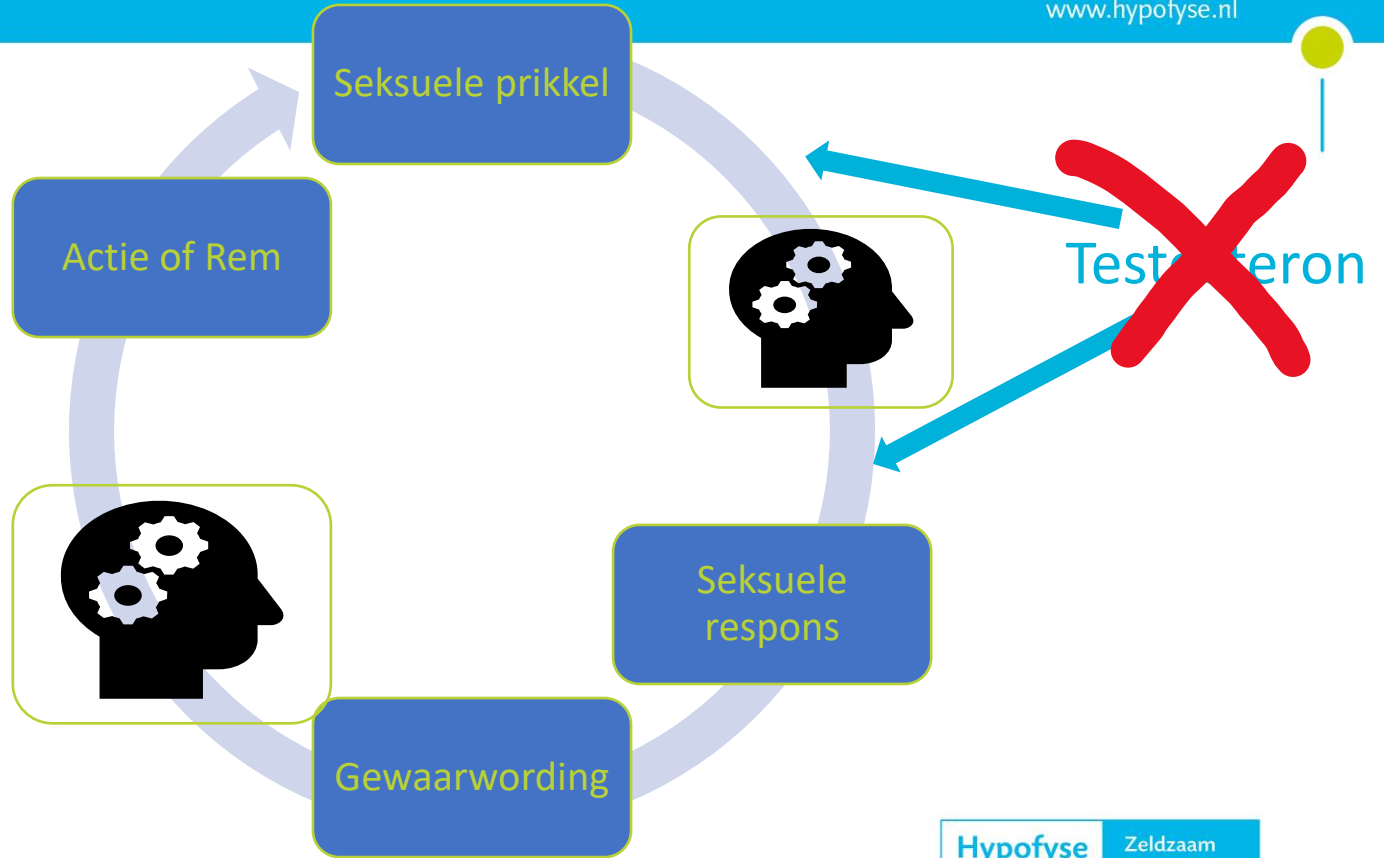 www.hypofyse.nl
Seksuele prikkel
Actie of Rem
Testosteron
Seksuele
respons
Gewaarwording
Hypofyse
Zeldzaam